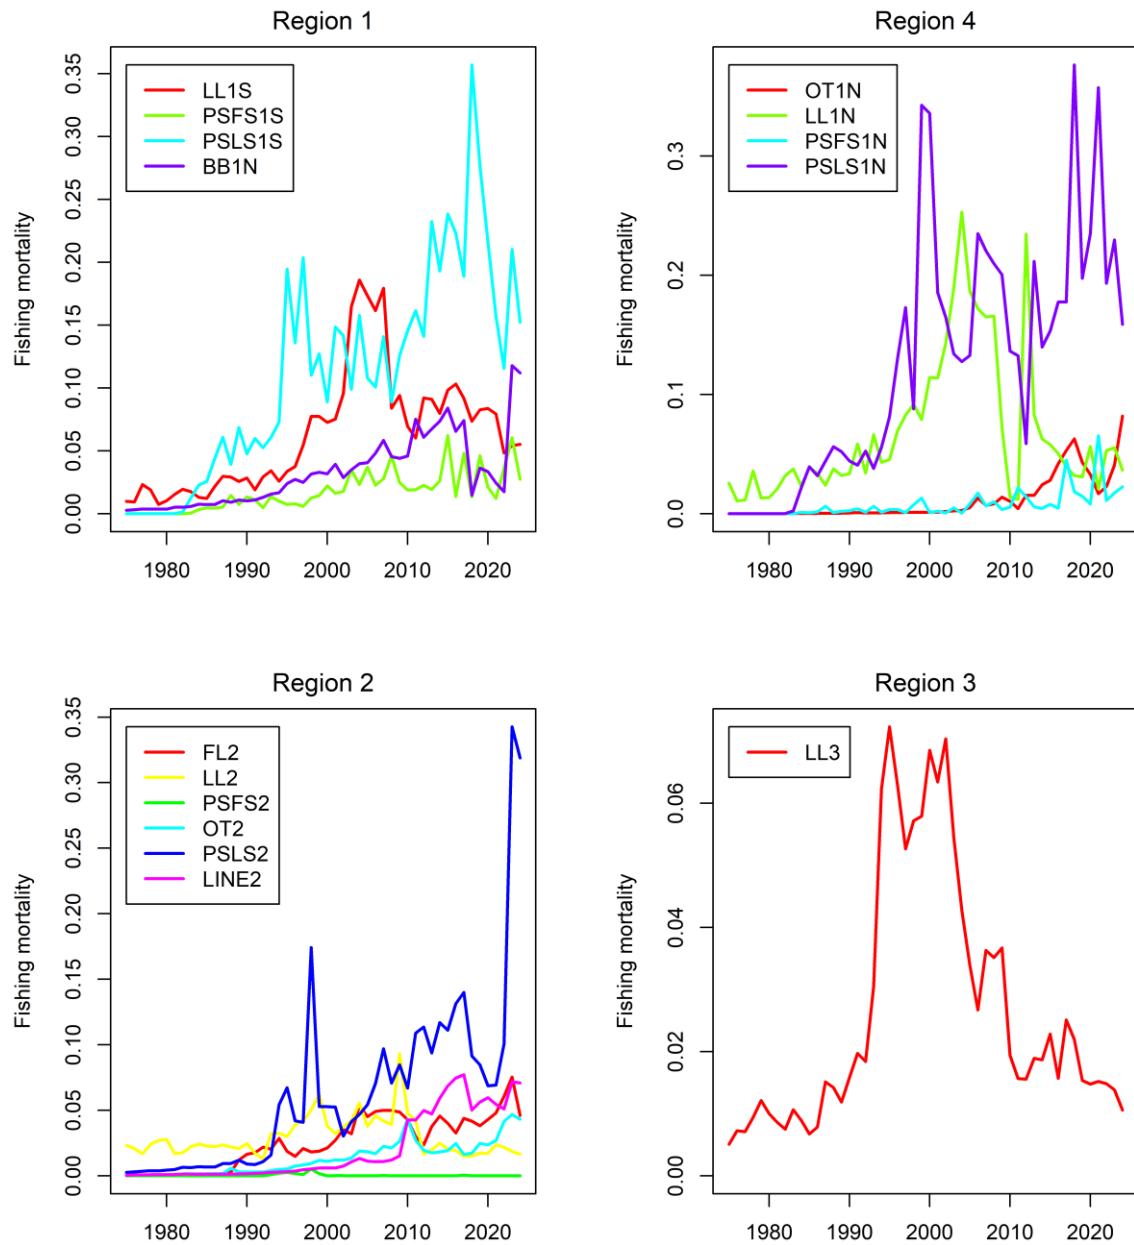 Region 1
Fishing mortality
0.35
0.30
0.25
0.20
0.15
0.10
0.05
0.00
LL1S
PSFS1S
PSLS1S
BB1N
1980 1990 2000 2010 2020
Region 4
Fishing mortality
0.3
0.2
0.1
0.0
OT1N
LL1N
PSFS1N
PSLS1N
1980 1990 2000 2010 2020
Region 2
Fishing mortality
0.35
0.30
0.25
0.20
0.15
0.10
0.05
0.00
FL2
LL2
PSFS2
OT2
PSLS2
LINE2
1980 1990 2000 2010 2020
Region 3
Fishing mortality
0.06
0.04
0.02
0.00
LL3
1980 1990 2000 2010 2020